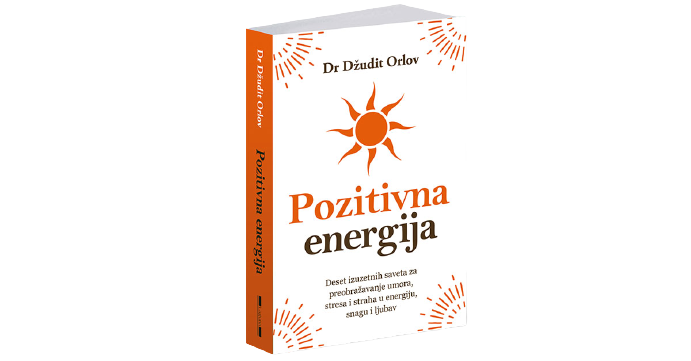 Dr Džudit Orlov
Pozitivna energija
Dr Džudit Orlov
Pozitivna
energija
Deset izuzetnih saveta za
preobražavanje umora,
stresa i straha u energiju,
snagu i ljubav